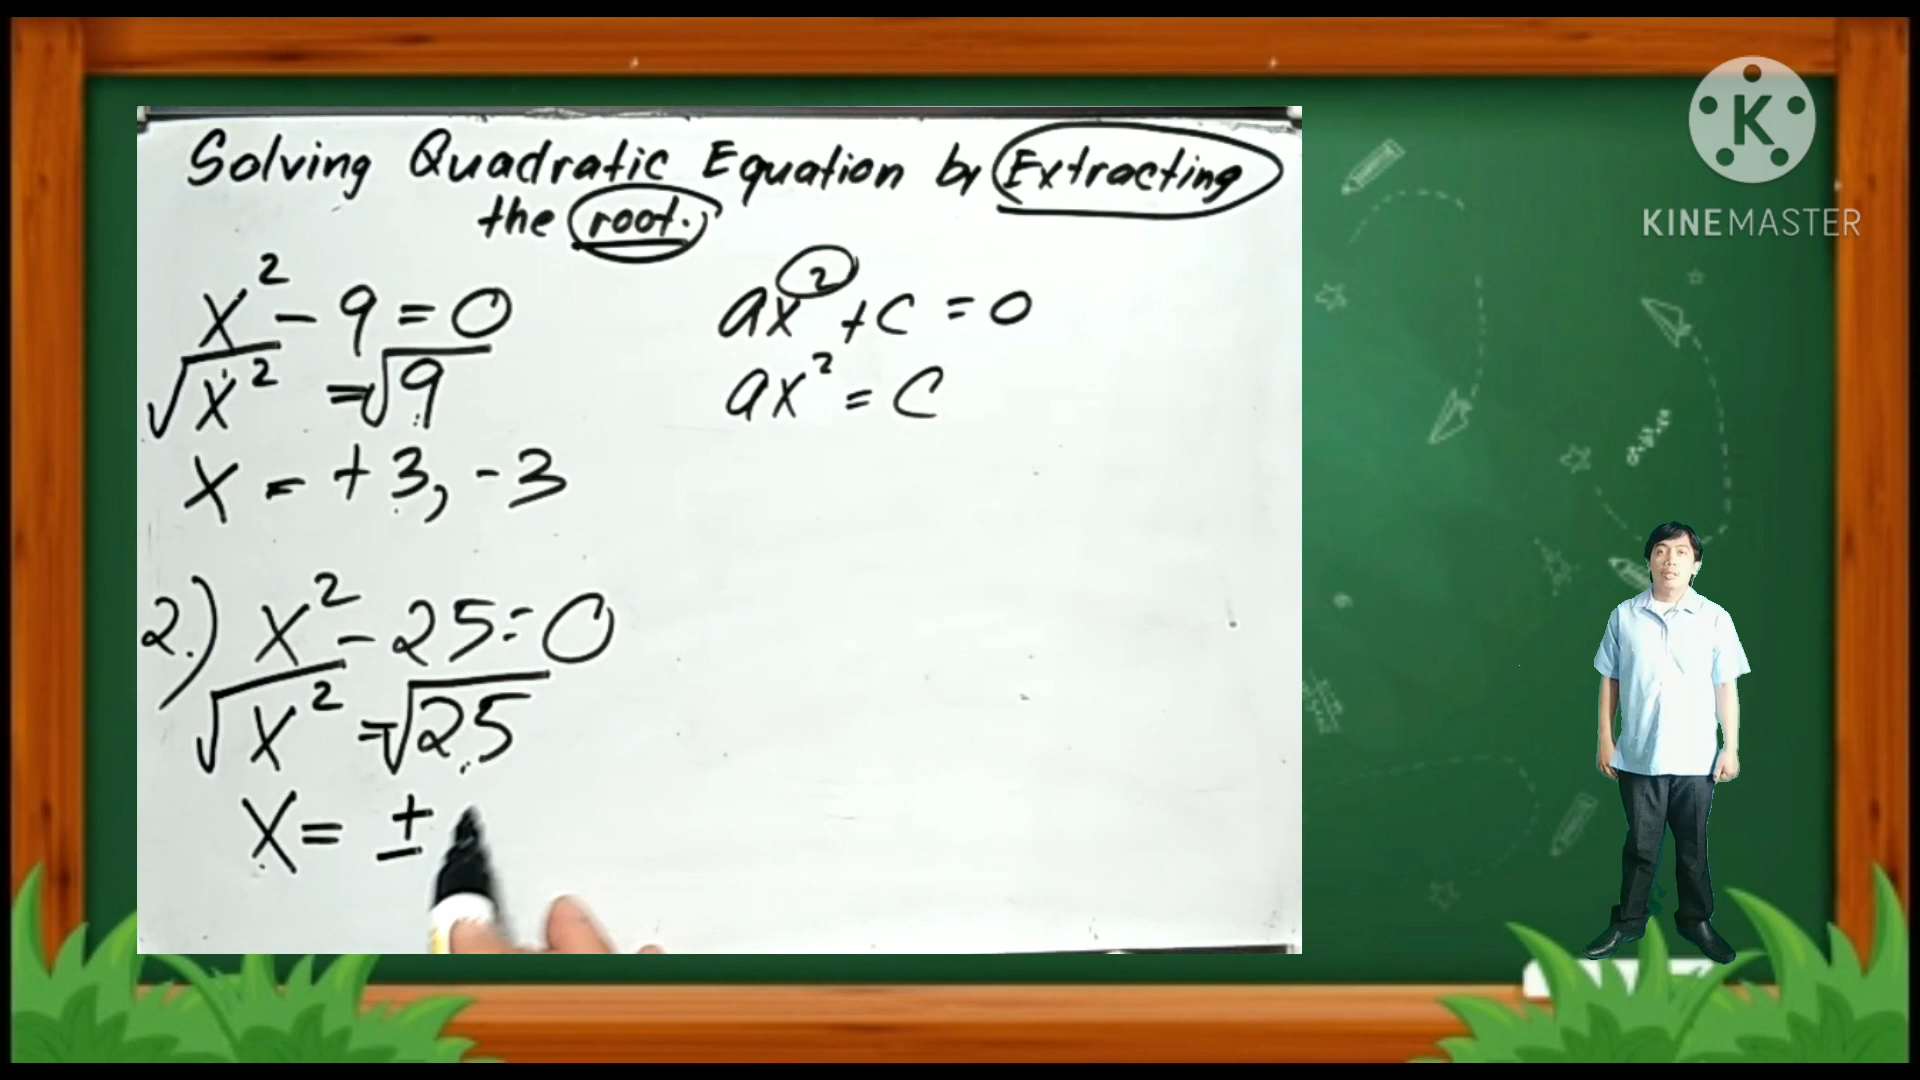 Solving Quadratic Equation by Extracting
the root.
x² - 9 = 0
√x² = √9
x = +3, -3
2.) x² - 25 = 0
√x² = √25
x = ±
ax² + c = 0
ax² = c
K
KINEMASTER